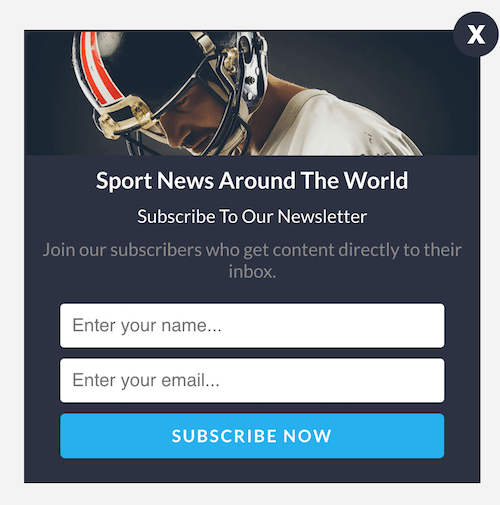 X
Sport News Around The World
Subscribe To Our Newsletter
Join our subscribers who get content directly to their
inbox.
Enter your name...
Enter your email...
SUBSCRIBE NOW